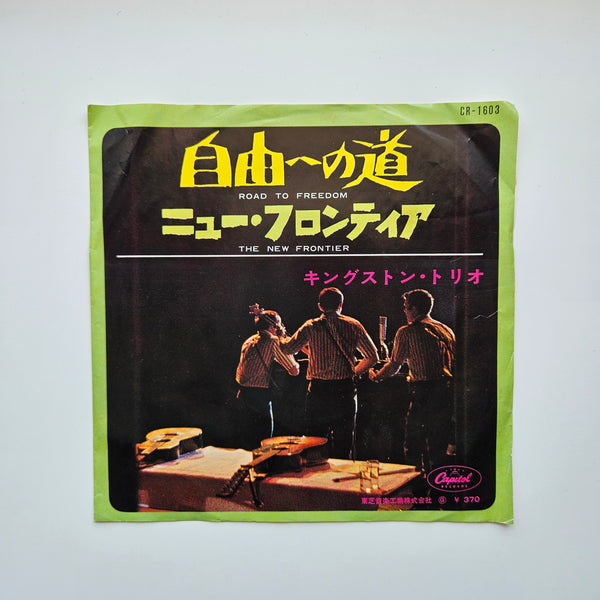 CR-1603
自由への道
ROAD TO FREEDOM
ニュー・フロンティア
THE NEW FRONTIER
キングストン・トリオ
Capitol
RECORDS
東芝音楽工業株式会社 Ⓖ ¥ 370